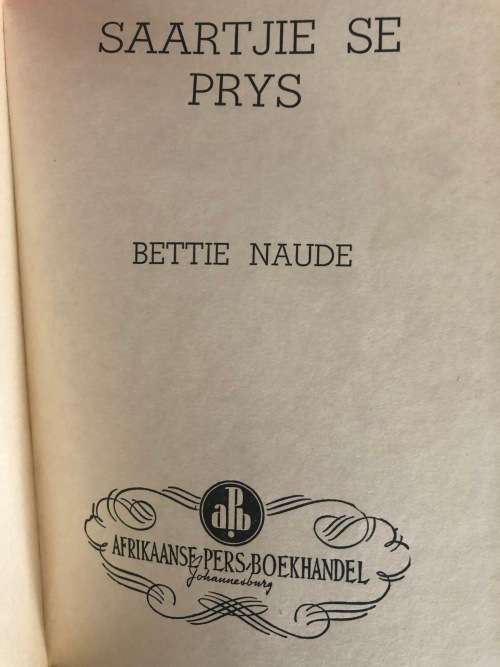 SAARTJIE SE
PRYS
BETTIE NAUDE
aPb
AFRIKAANSE-PERS-BOEKHANDEL
Johannesburg